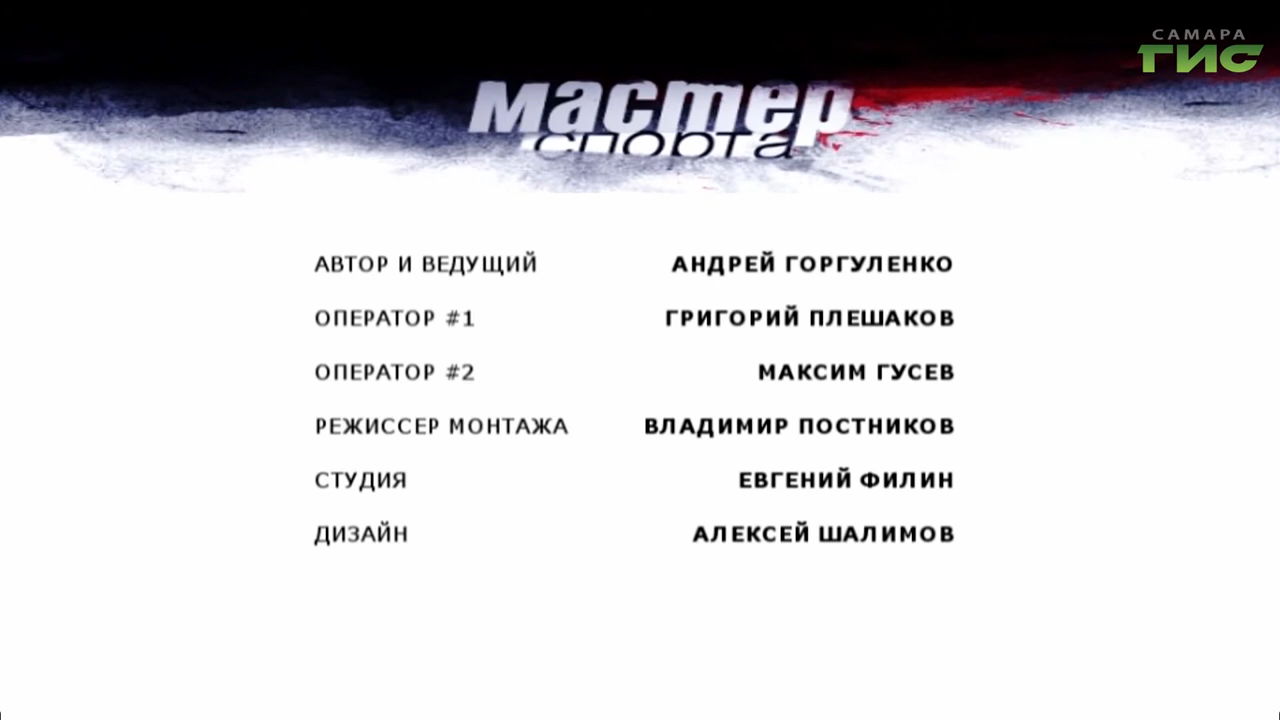 САМАРА
ГИС
мастер
спорта
АВТОР И ВЕДУЩИЙ АНДРЕЙ ГОРГУЛЕНКО
ОПЕРАТОР #1 ГРИГОРИЙ ПЛЕШАКОВ
ОПЕРАТОР #2 МАКСИМ ГУСЕВ
РЕЖИССЕР МОНТАЖА ВЛАДИМИР ПОСТНИКОВ
СТУДИЯ ЕВГЕНИЙ ФИЛИН
ДИЗАЙН АЛЕКСЕЙ ШАЛИМОВ